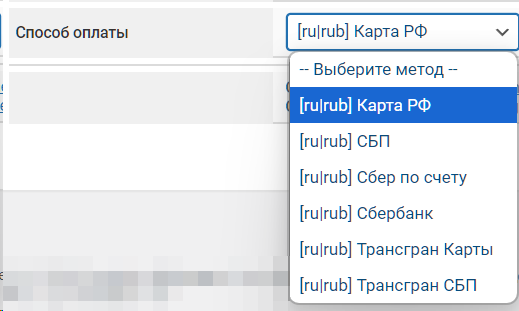 Способ оплаты
[ru|rub] Карта РФ
-- Выберите метод --
[ru|rub] Карта РФ
[ru|rub] СБП
[ru|rub] Сбер по счету
[ru|rub] Сбербанк
[ru|rub] Трансгран Карты
[ru|rub] Трансгран СБП